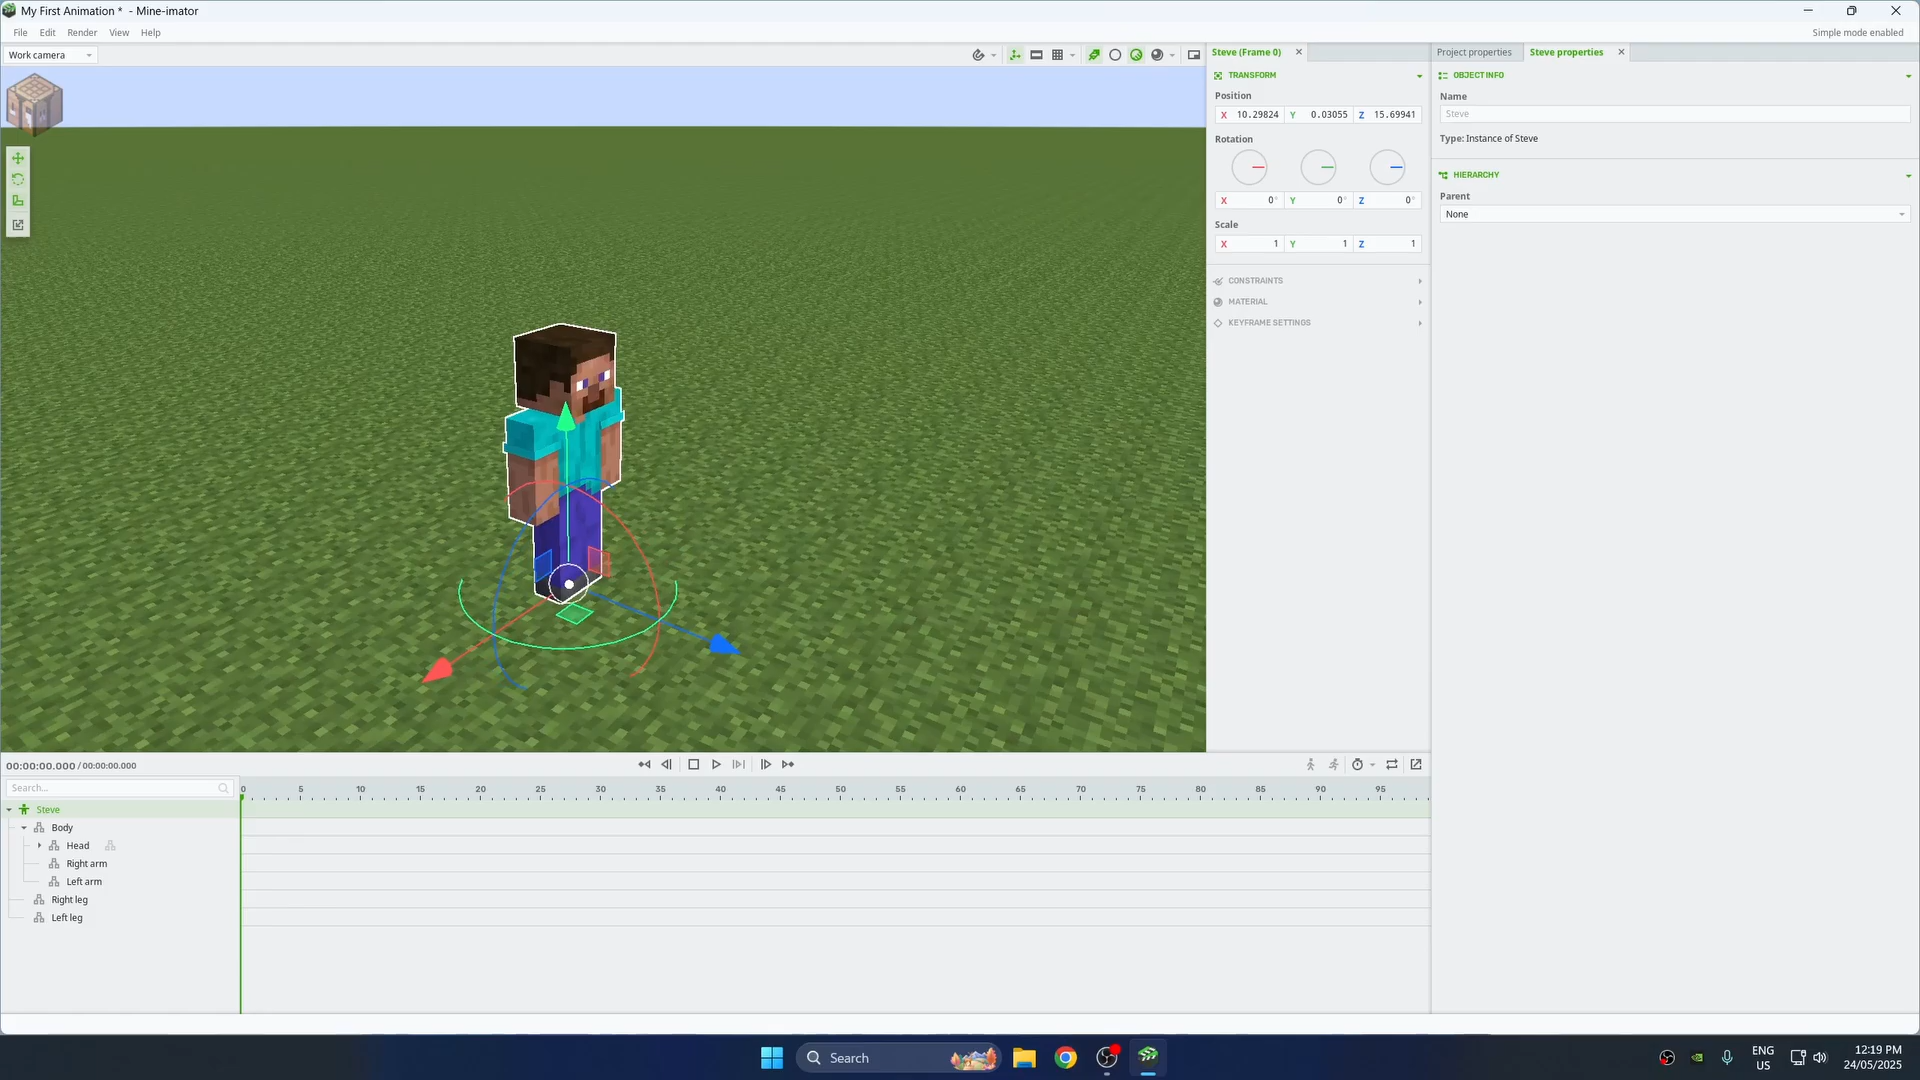 My First Animation * - Mine-imator
File Edit Render View Help
Simple mode enabled
Work camera
Steve (Frame 0)
TRANSFORM
Position
X 10.29824 Y 0.03055 Z 15.69941
Rotation
X 0° Y 0° Z 0°
Scale
X 1 Y 1 Z 1
CONSTRAINTS
MATERIAL
KEYFRAME SETTINGS
Project properties Steve properties
OBJECT INFO
Name
Steve
Type: Instance of Steve
HIERARCHY
Parent
None
00:00:00.000 / 00:00:00.000
Search...
0 5 10 15 20 25 30 35 40 45 50 55 60 65 70 75 80 85 90 95
Steve
Body
Head
Right arm
Left arm
Right leg
Left leg
Search
ENG
US
12:19 PM
24/05/2025